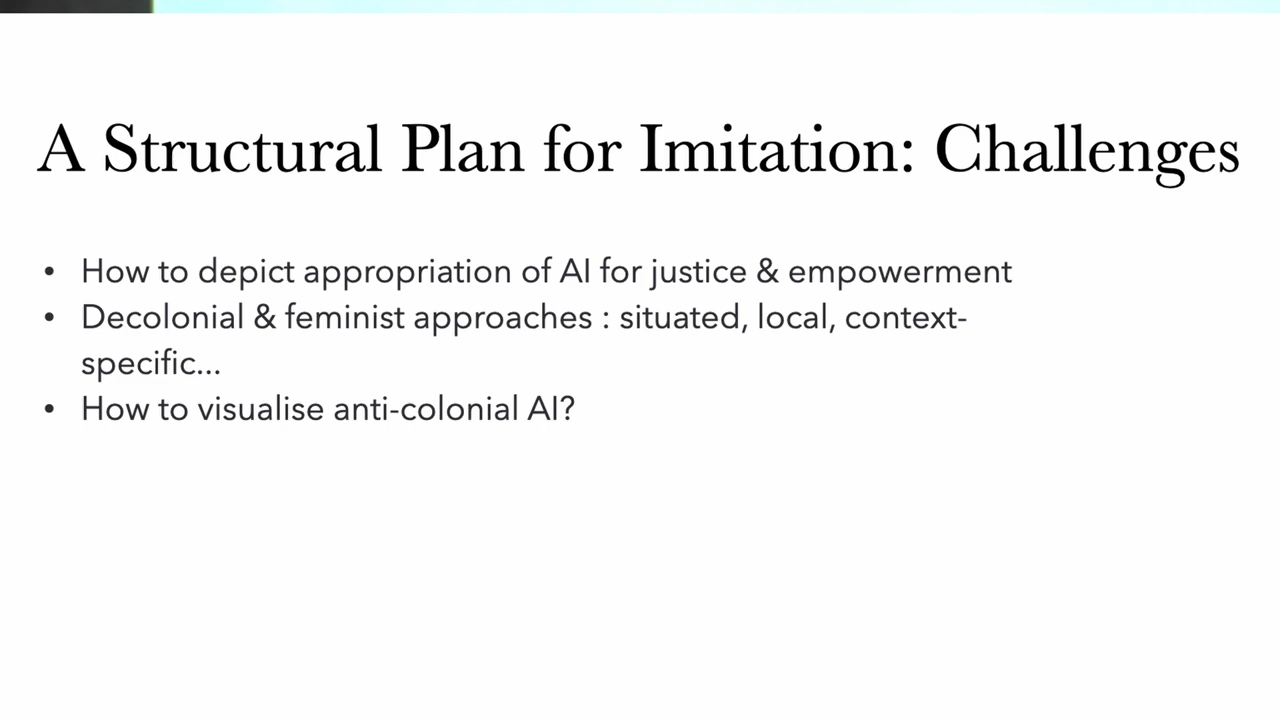 A Structural Plan for Imitation: Challenges
• How to depict appropriation of AI for justice & empowerment
• Decolonial & feminist approaches : situated, local, context-
specific...
• How to visualise anti-colonial AI?